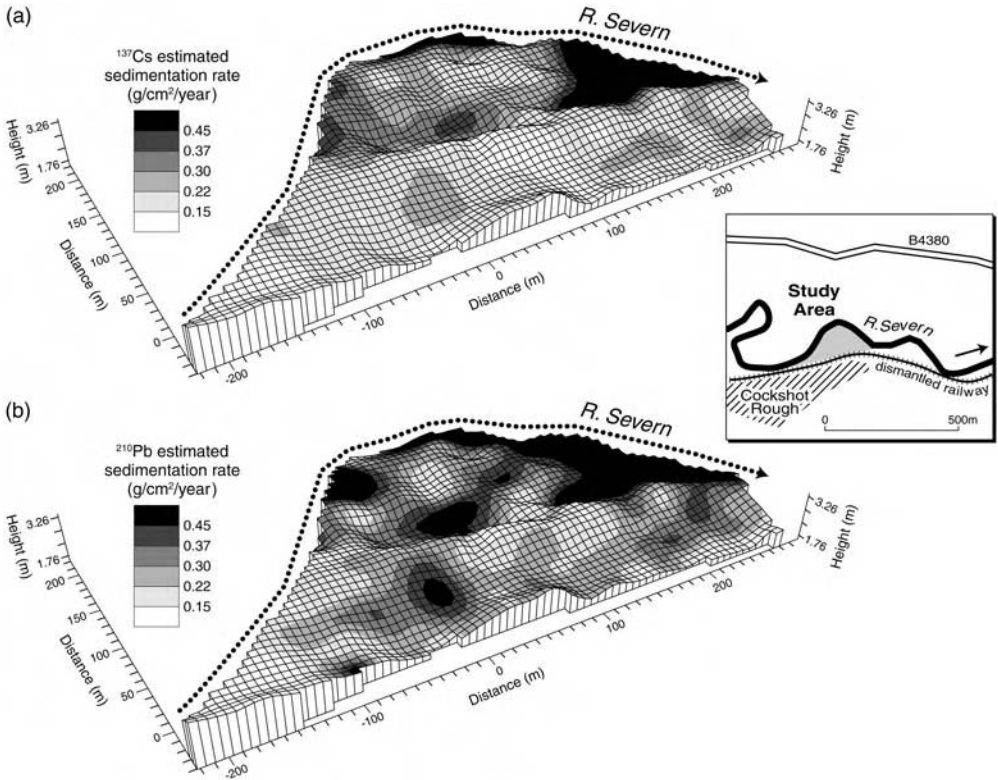 (a)
R. Severn
¹³⁷Cs estimated
sedimentation rate
(g/cm²/year)
0.45
0.37
0.30
0.22
0.15
Height (m)
3.26
1.76
200
150
100
50
0
Distance (m)
-200
-100
0
100
200
Distance (m)
3.26
1.76
Height (m)
B4380
Study
Area
R.Severn
dismantled railway
Cockshot
Rough
0
500m
(b)
R. Severn
²¹⁰Pb estimated
sedimentation rate
(g/cm²/year)
0.45
0.37
0.30
0.22
0.15
Height (m)
3.26
1.76
200
150
100
50
0
Distance (m)
-200
-100
0
100
200
Distance (m)
3.26
1.76
Height (m)